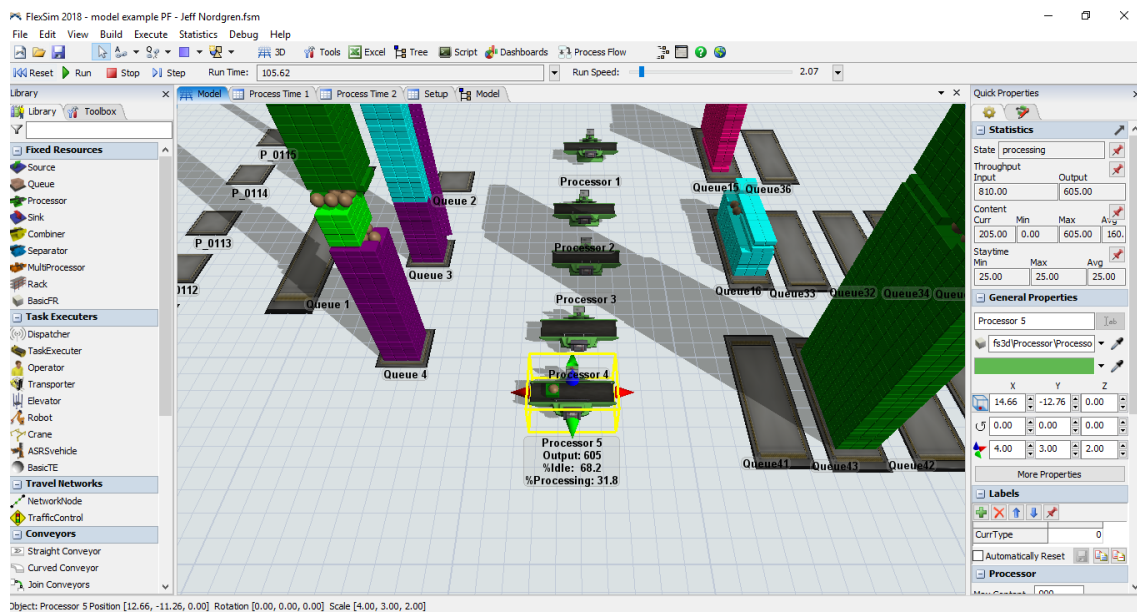 FlexSim 2018 - model example PF - Jeff Nordgren.fsm
File Edit View Build Execute Statistics Debug Help
3D Tools Excel Tree Script Dashboards Process Flow
Reset Run Stop Step Run Time: 105.62 Run Speed: 2.07
Library
Model Process Time 1 Process Time 2 Setup Model
Quick Properties
Library Toolbox
Fixed Resources
Source
Queue
Processor
Sink
Combiner
Separator
MultiProcessor
Rack
BasicFR
Task Executers
Dispatcher
TaskExecuter
Operator
Transporter
Elevator
Robot
Crane
ASRSvehide
BasicTE
Travel Networks
NetworkNode
TrafficControl
Conveyors
Straight Conveyor
Curved Conveyor
Join Conveyors
P_0115
P_0114
P_0113
0112
Queue 1
Queue 2
Queue 3
Queue 4
Processor 1
Processor 2
Processor 3
Processor 4
Processor 5
Output: 605
%Idle: 68.2
%Processing: 31.8
Queue15 Queue36
Queue16 Queue33 Queue32 Queue34 Queue
Queue41 Queue43 Queue42
Statistics
State processing
Throughput
Input Output
810.00 605.00
Content
Curr Min Max Avg
205.00 0.00 605.00 160.
Staytime
Min Max Avg
25.00 25.00 25.00
General Properties
Processor 5
fs3d\Processor\Processo
X Y Z
14.66 -12.76 0.00
0.00 0.00 0.00
4.00 3.00 2.00
More Properties
Labels
CurrType 0
Automatically Reset
Processor
Object: Processor 5 Position [12.66, -11.26, 0.00] Rotation [0.00, 0.00, 0.00] Scale [4.00, 3.00, 2.00]